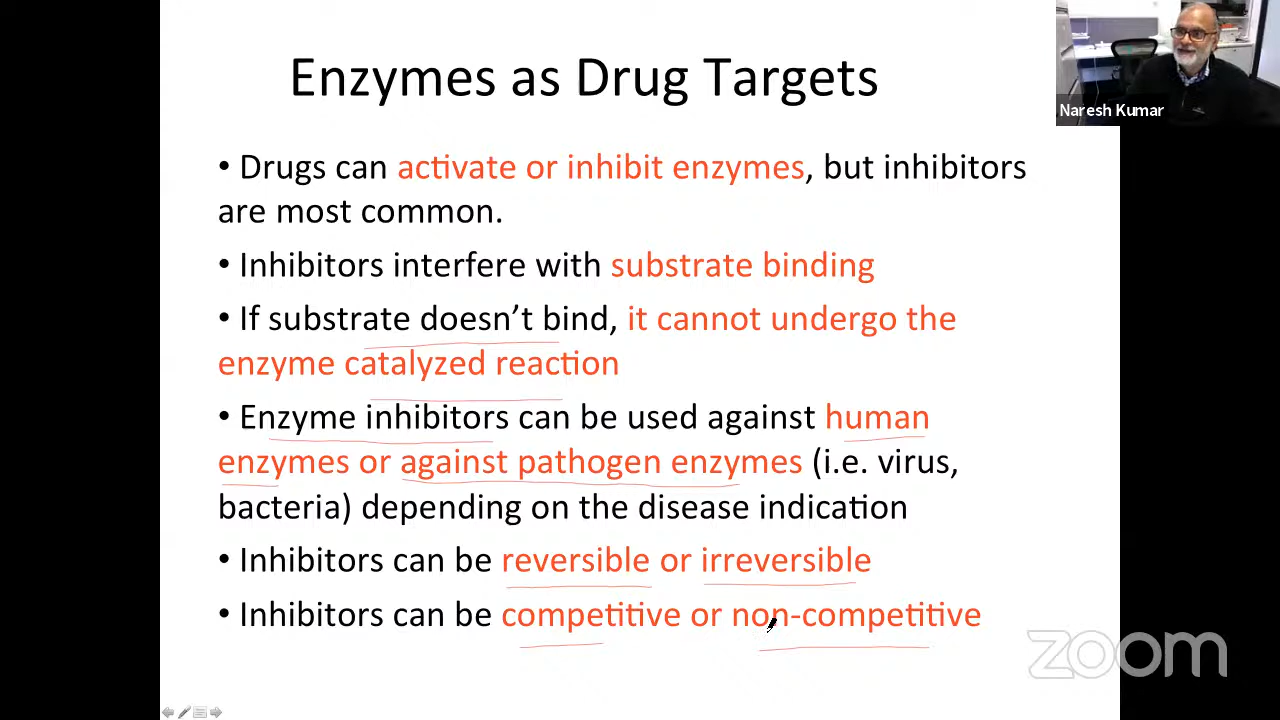 Enzymes as Drug Targets
Naresh Kumar
• Drugs can activate or inhibit enzymes, but inhibitors
are most common.
• Inhibitors interfere with substrate binding
• If substrate doesn’t bind, it cannot undergo the
enzyme catalyzed reaction
• Enzyme inhibitors can be used against human
enzymes or against pathogen enzymes (i.e. virus,
bacteria) depending on the disease indication
• Inhibitors can be reversible or irreversible
• Inhibitors can be competitive or non-competitive
zoom